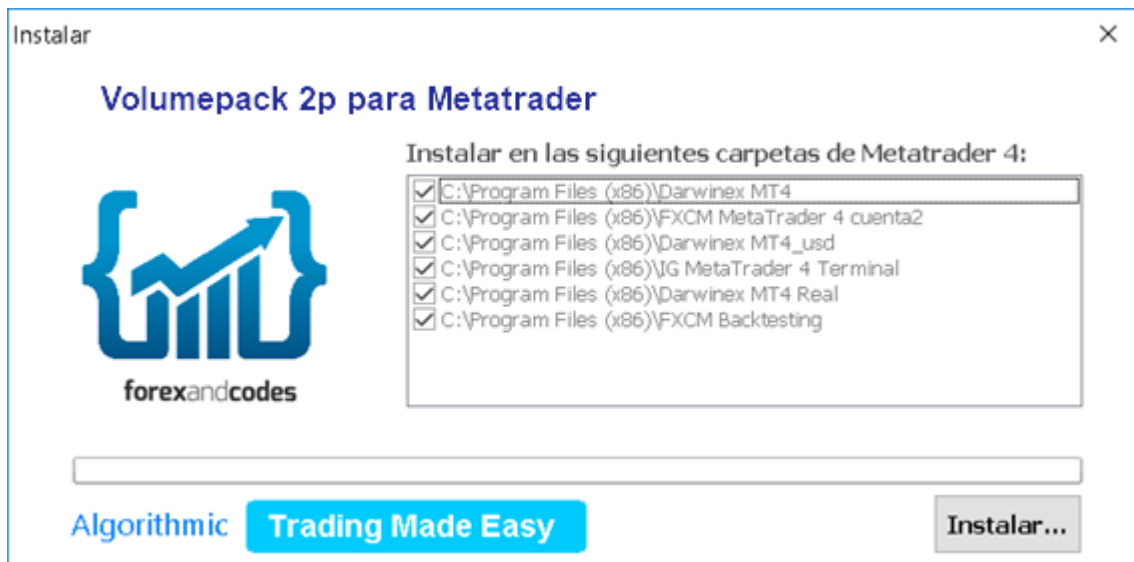 Instalar
Volumepack 2p para Metatrader
Instalar en las siguientes carpetas de Metatrader 4:
C:\Program Files (x86)\Darwinex MT4
C:\Program Files (x86)\FXCM MetaTrader 4 cuenta2
C:\Program Files (x86)\Darwinex MT4_usd
C:\Program Files (x86)\IG MetaTrader 4 Terminal
C:\Program Files (x86)\Darwinex MT4 Real
C:\Program Files (x86)\FXCM Backtesting
forexandcodes
Algorithmic Trading Made Easy
Instalar...